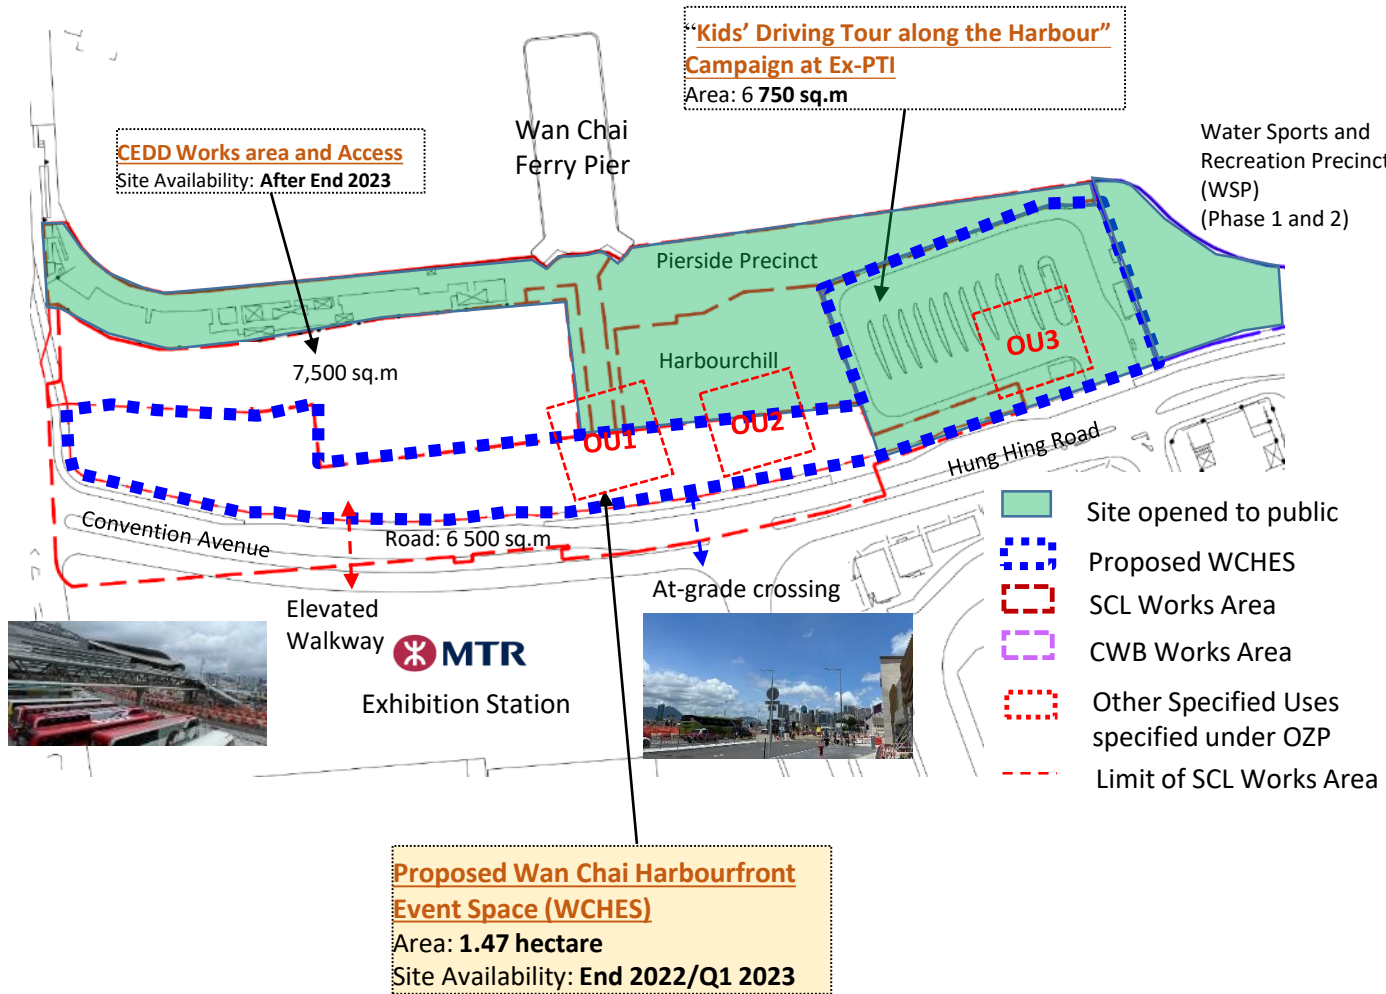 “Kids’ Driving Tour along the Harbour”
Campaign at Ex-PTI
Area: 6 750 sq.m
Wan Chai
Ferry Pier
CEDD Works area and Access
Site Availability: After End 2023
Water Sports and
Recreation Precinct
(WSP)
(Phase 1 and 2)
Pierside Precinct
Harbourchill
7,500 sq.m
OU1
OU2
OU3
Hung Hing Road
Convention Avenue
Road: 6 500 sq.m
Elevated
Walkway
At-grade crossing
MTR
Exhibition Station
Site opened to public
Proposed WCHES
SCL Works Area
CWB Works Area
Other Specified Uses
specified under OZP
Limit of SCL Works Area
Proposed Wan Chai Harbourfront
Event Space (WCHES)
Area: 1.47 hectare
Site Availability: End 2022/Q1 2023